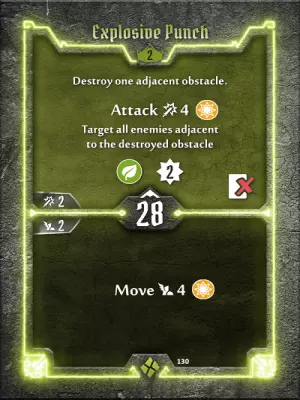 Explosive Punch
2
Destroy one adjacent obstacle.
Attack 4
Target all enemies adjacent
to the destroyed obstacle
2
2
28
2
Move 4
130